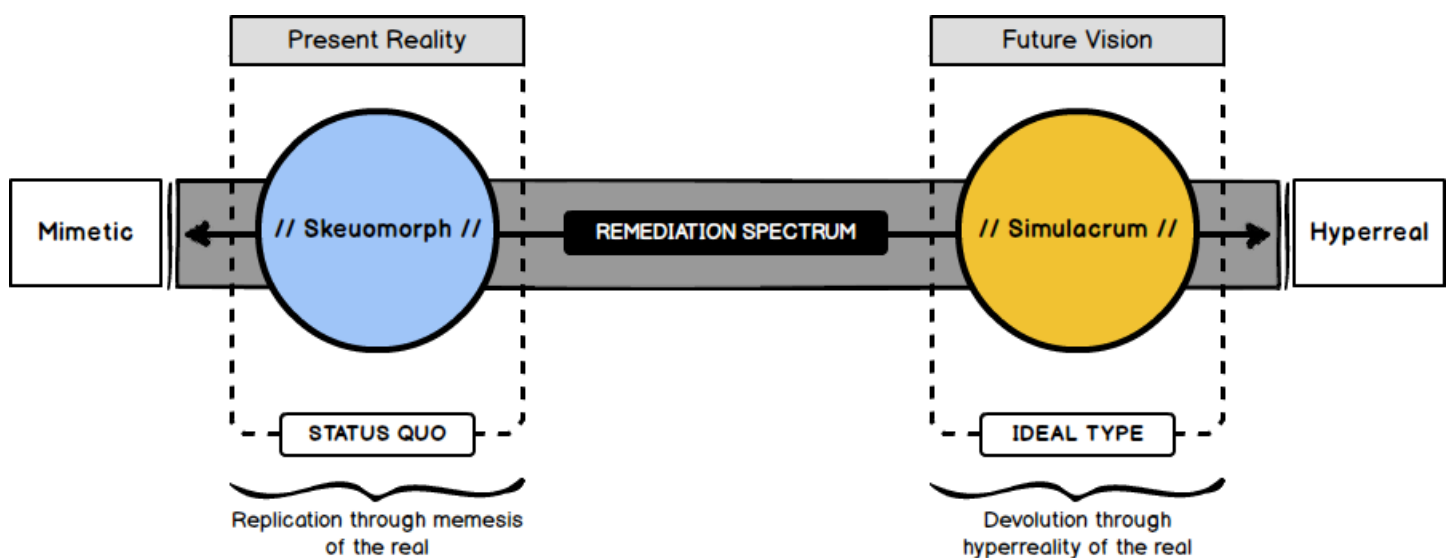 Present Reality
Future Vision
Mimetic
// Skeuomorph //
REMEDIATION SPECTRUM
// Simulacrum //
Hyperreal
STATUS QUO
IDEAL TYPE
Replication through memesis
of the real
Devolution through
hyperreality of the real